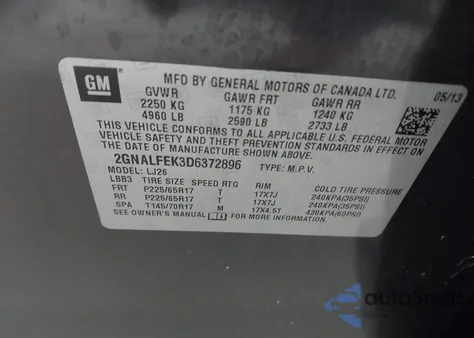 GM
MFD BY GENERAL MOTORS OF CANADA LTD. 05/13
GVWR GAWR FRT GAWR RR
2250 KG 1175 KG 1240 KG
4960 LB 2590 LB 2733 LB
THIS VEHICLE CONFORMS TO ALL APPLICABLE U.S. FEDERAL MOTOR
VEHICLE SAFETY AND THEFT PREVENTION STANDARDS IN EFFECT
ON THE DATE OF MANUFACTURE SHOWN ABOVE.
2GNALFEK3D6372896 TYPE: M.P.V.
MODEL: LJ26
LBB3 TIRE SIZE SPEED RTG RIM COLD TIRE PRESSURE
FRT P225/65R17 T 17X7J 240KPA(35PSI)
RR P225/65R17 T 17X7J 240KPA(35PSI)
SPA T145/70R17 M 17X4.5T 420KPA(60PSI)
SEE OWNER'S MANUAL FOR MORE INFORMATION.